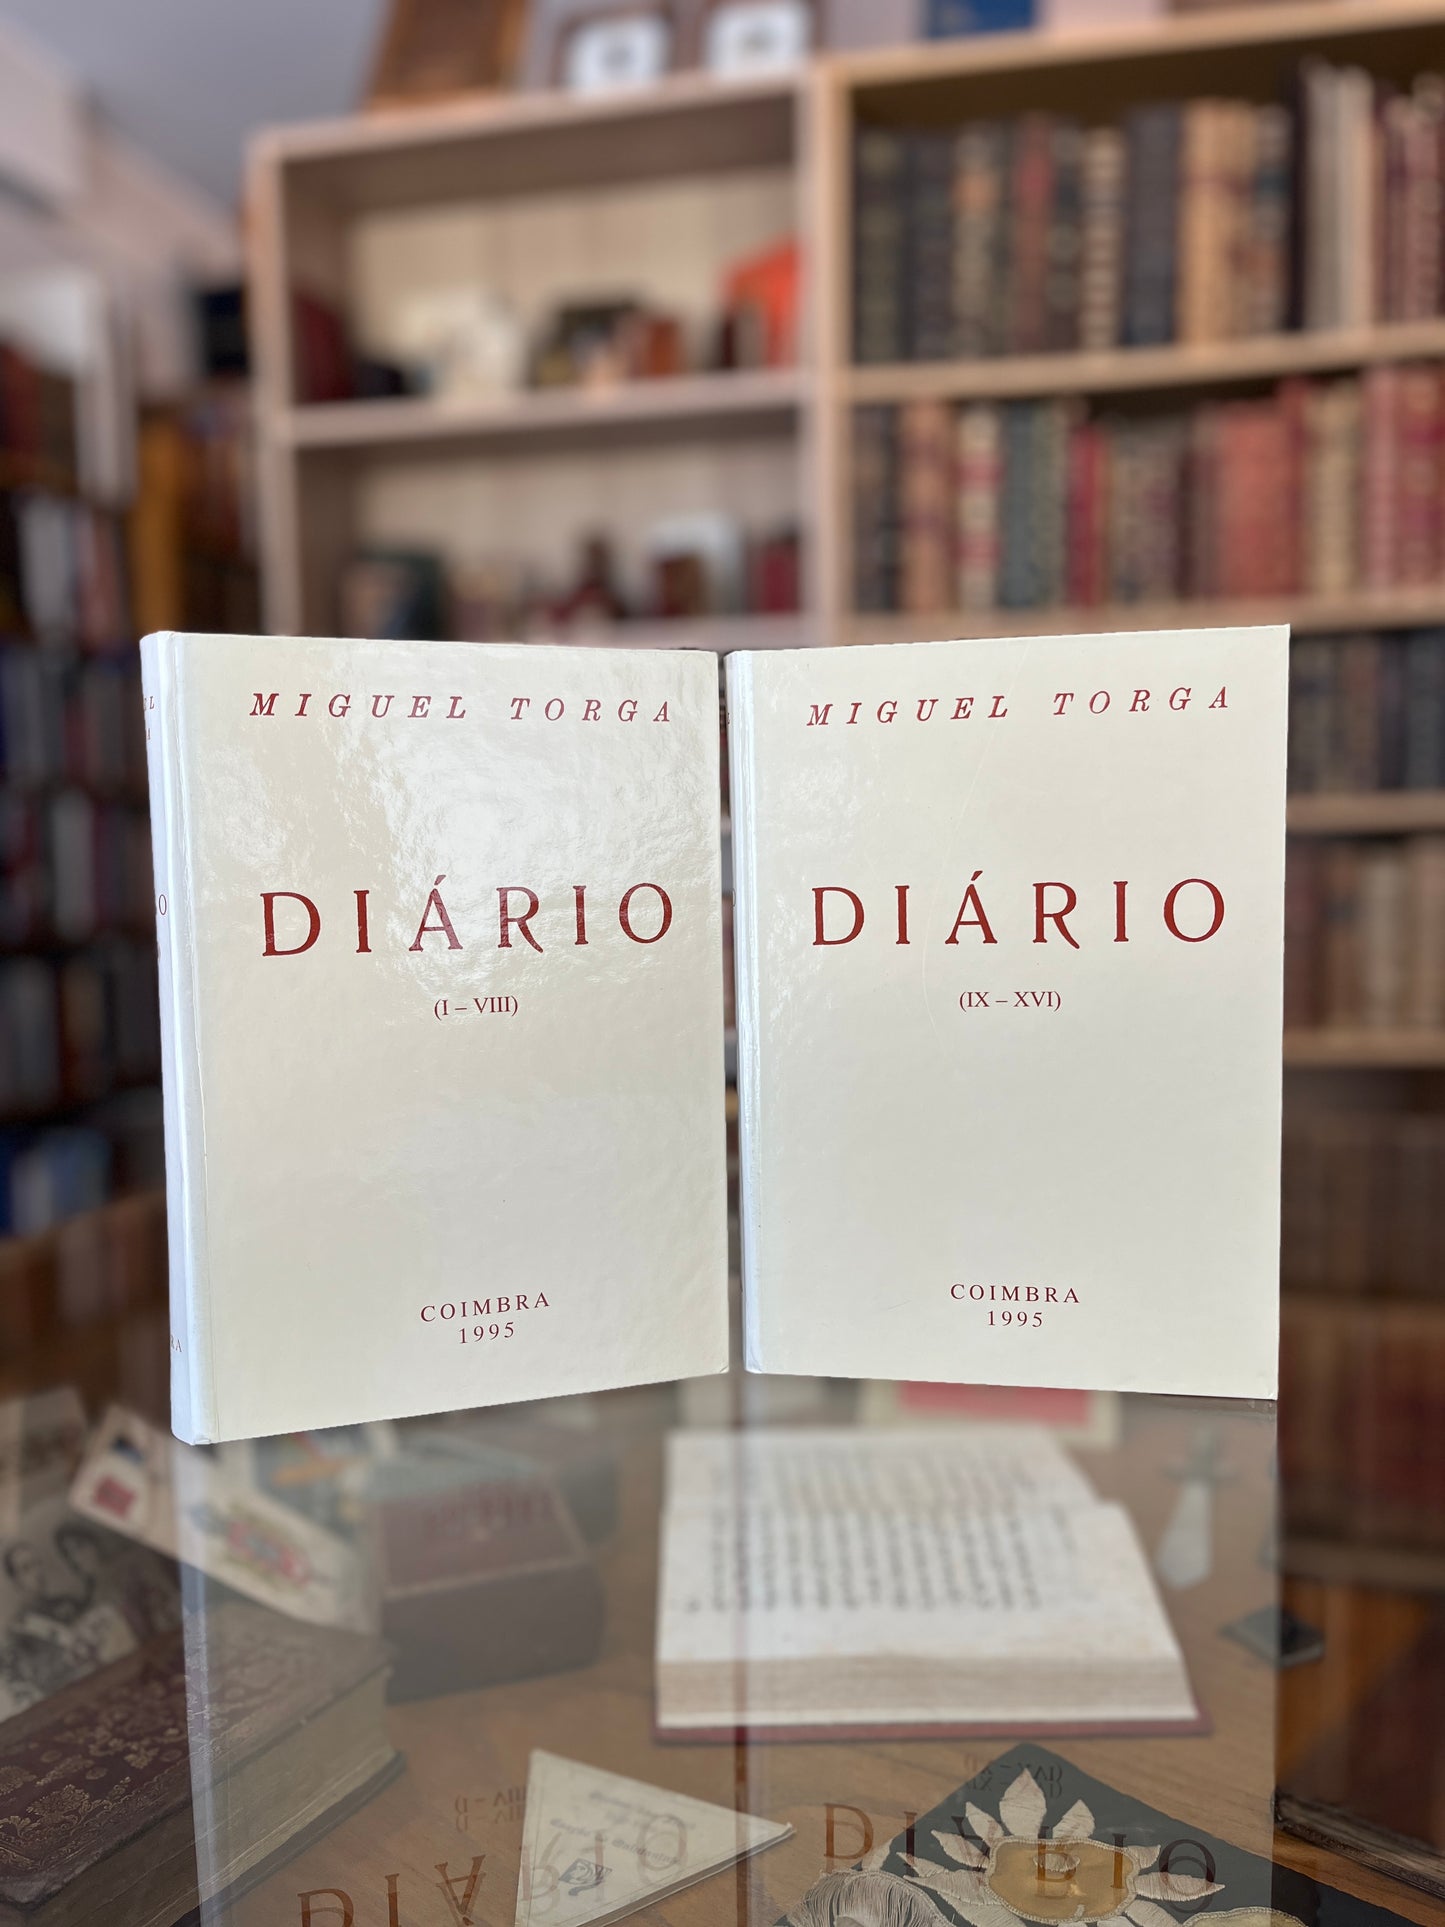 MIGUEL TORGA
DIÁRIO
(I – VIII)
COIMBRA
1995
MIGUEL TORGA
DIÁRIO
(IX – XVI)
COIMBRA
1995